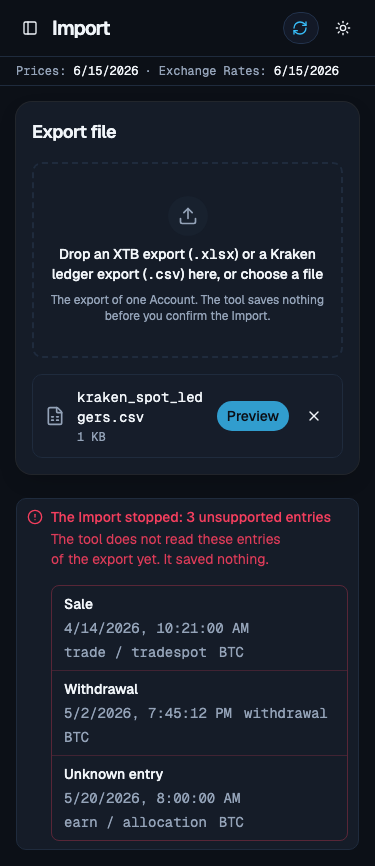 Import
Prices: 6/15/2026 · Exchange Rates: 6/15/2026
Export file
Drop an XTB export (.xlsx) or a Kraken
ledger export (.csv) here, or choose a file
The export of one Account. The tool saves nothing
before you confirm the Import.
kraken_spot_led
gers.csv
1 KB
Preview
The Import stopped: 3 unsupported entries
The tool does not read these entries
of the export yet. It saved nothing.
Sale
4/14/2026, 10:21:00 AM
trade / tradespot BTC
Withdrawal
5/2/2026, 7:45:12 PM withdrawal
BTC
Unknown entry
5/20/2026, 8:00:00 AM
earn / allocation BTC